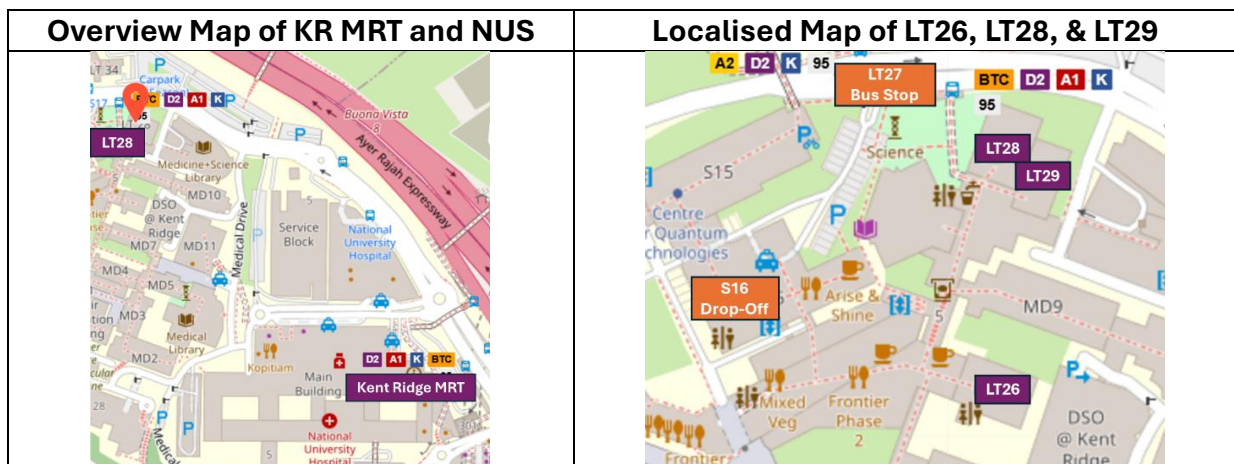 Overview Map of KR MRT and NUS
Localised Map of LT26, LT28, & LT29
LT 34
Carpark
S17
BTC D2 A1 K
95
LT28
Medicine+Science
Library
MD10
DSO
@ Kent
Ridge
MD7
MD11
MD4
MD5
MD3
Medical
Library
MD2
28
Medical Drive
5
Service
Block
National
University
Hospital
Buona Vista
8
Ayer Rajah Expressway
Kopitiam
Main
Building
D2 A1 K BTC
Kent Ridge MRT
National
University
Hospital
5
A2 D2 K 95
LT27
Bus Stop
BTC D2 A1 K
95
Science
LT28
LT29
S15
Centre
Quantum
chnologies
S16
Drop-Off
Arise &
Shine
5
MD9
Mixed
Veg
Frontier
Phase
2
LT26
DSO
@ Kent
Ridge
Frontier